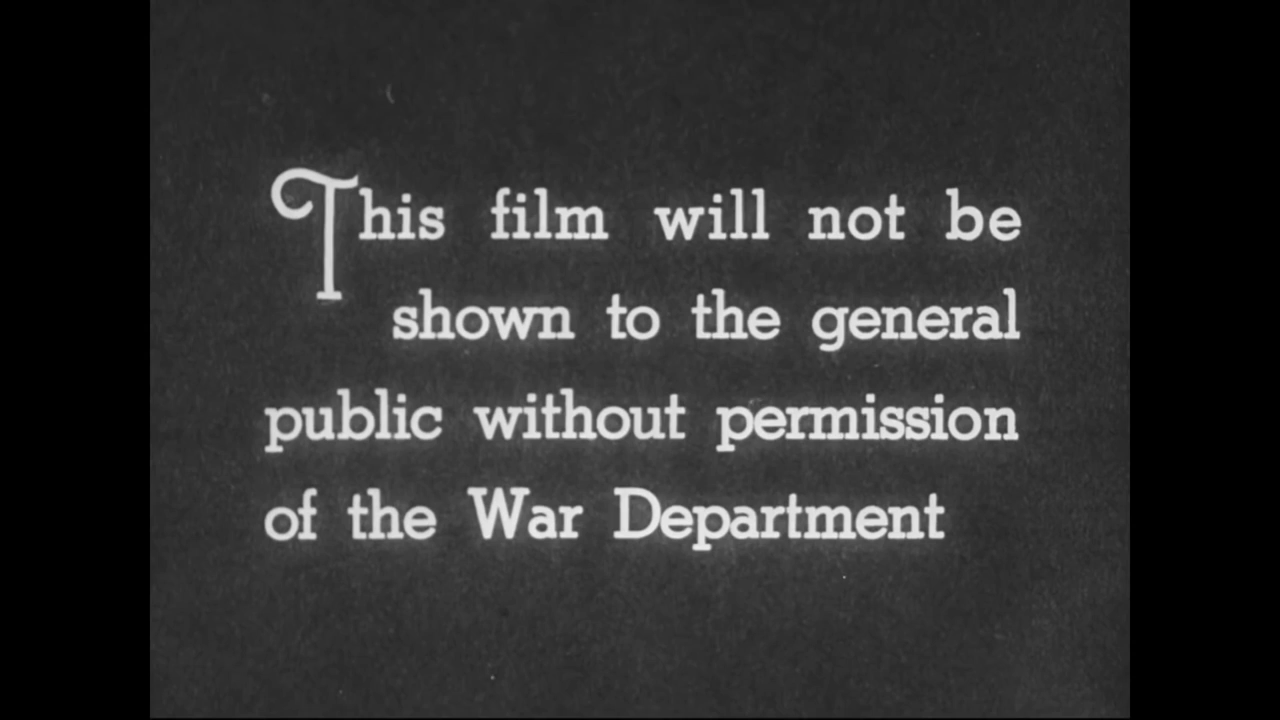 This film will not be
shown to the general
public without permission
of the War Department